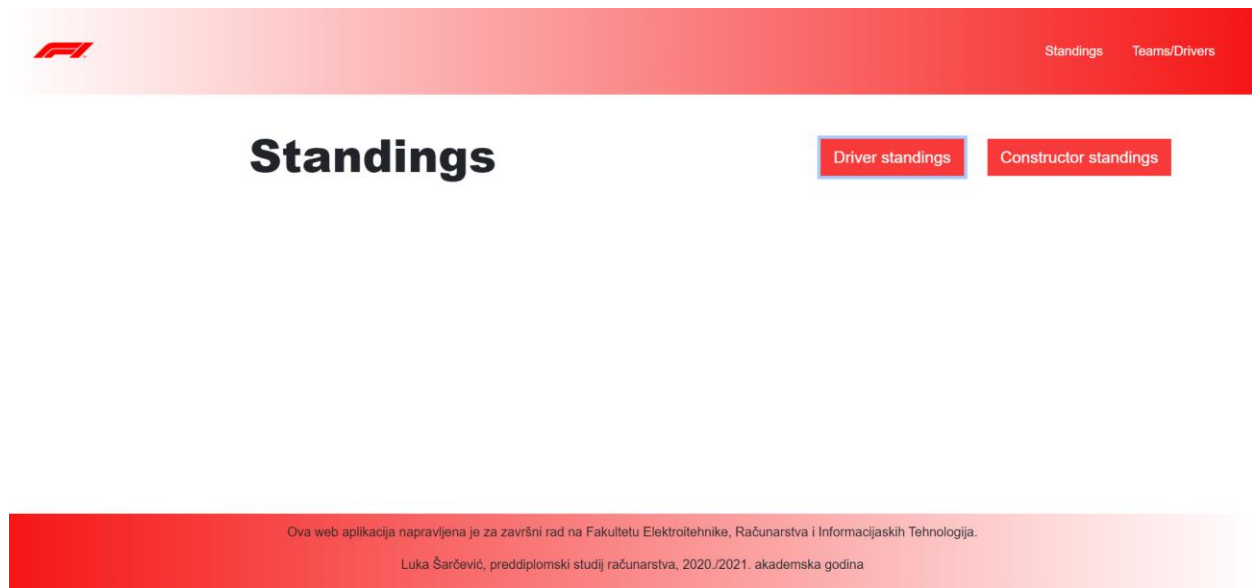 Standings Teams/Drivers
Standings
Driver standings Constructor standings
Ova web aplikacija napravljena je za završni rad na Fakultetu Elektroitehnike, Računarstva i Informacijaskih Tehnologija.
Luka Šarčević, preddiplomski studij računarstva, 2020./2021. akademska godina